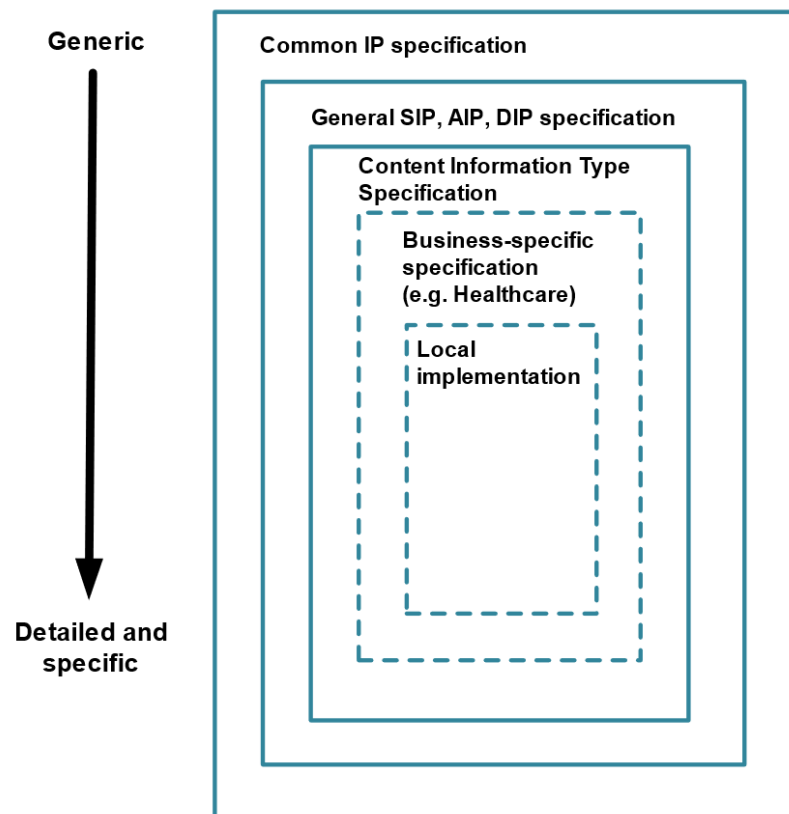 Generic
Common IP specification
General SIP, AIP, DIP specification
Content Information Type
Specification
Business-specific
specification
(e.g. Healthcare)
Local
implementation
Detailed and
specific